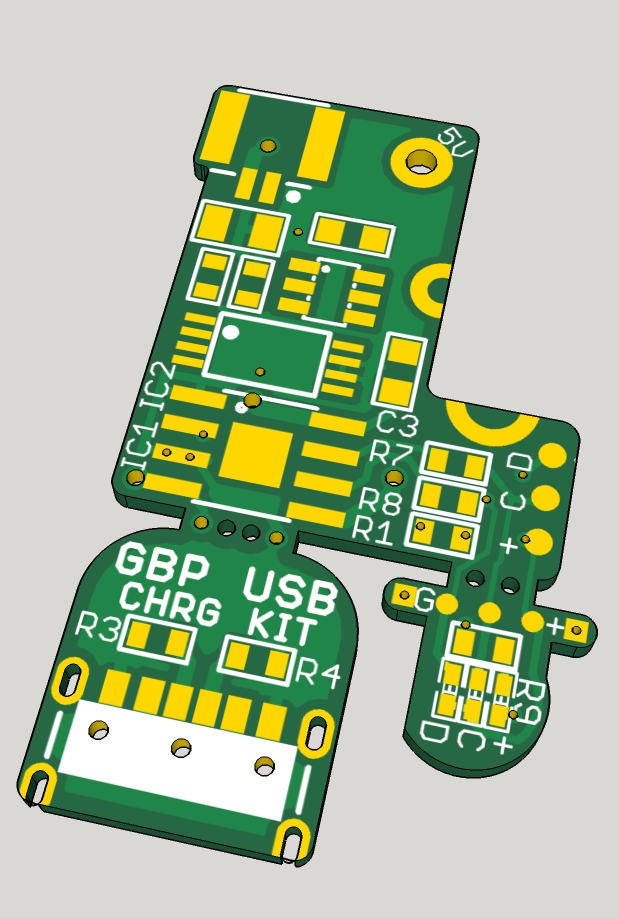 5V
IC2
IC1
C3
R7
R8
R1
D
C
+
GBP USB
CHRG KIT
R3
R4
G
+
R9
D C +